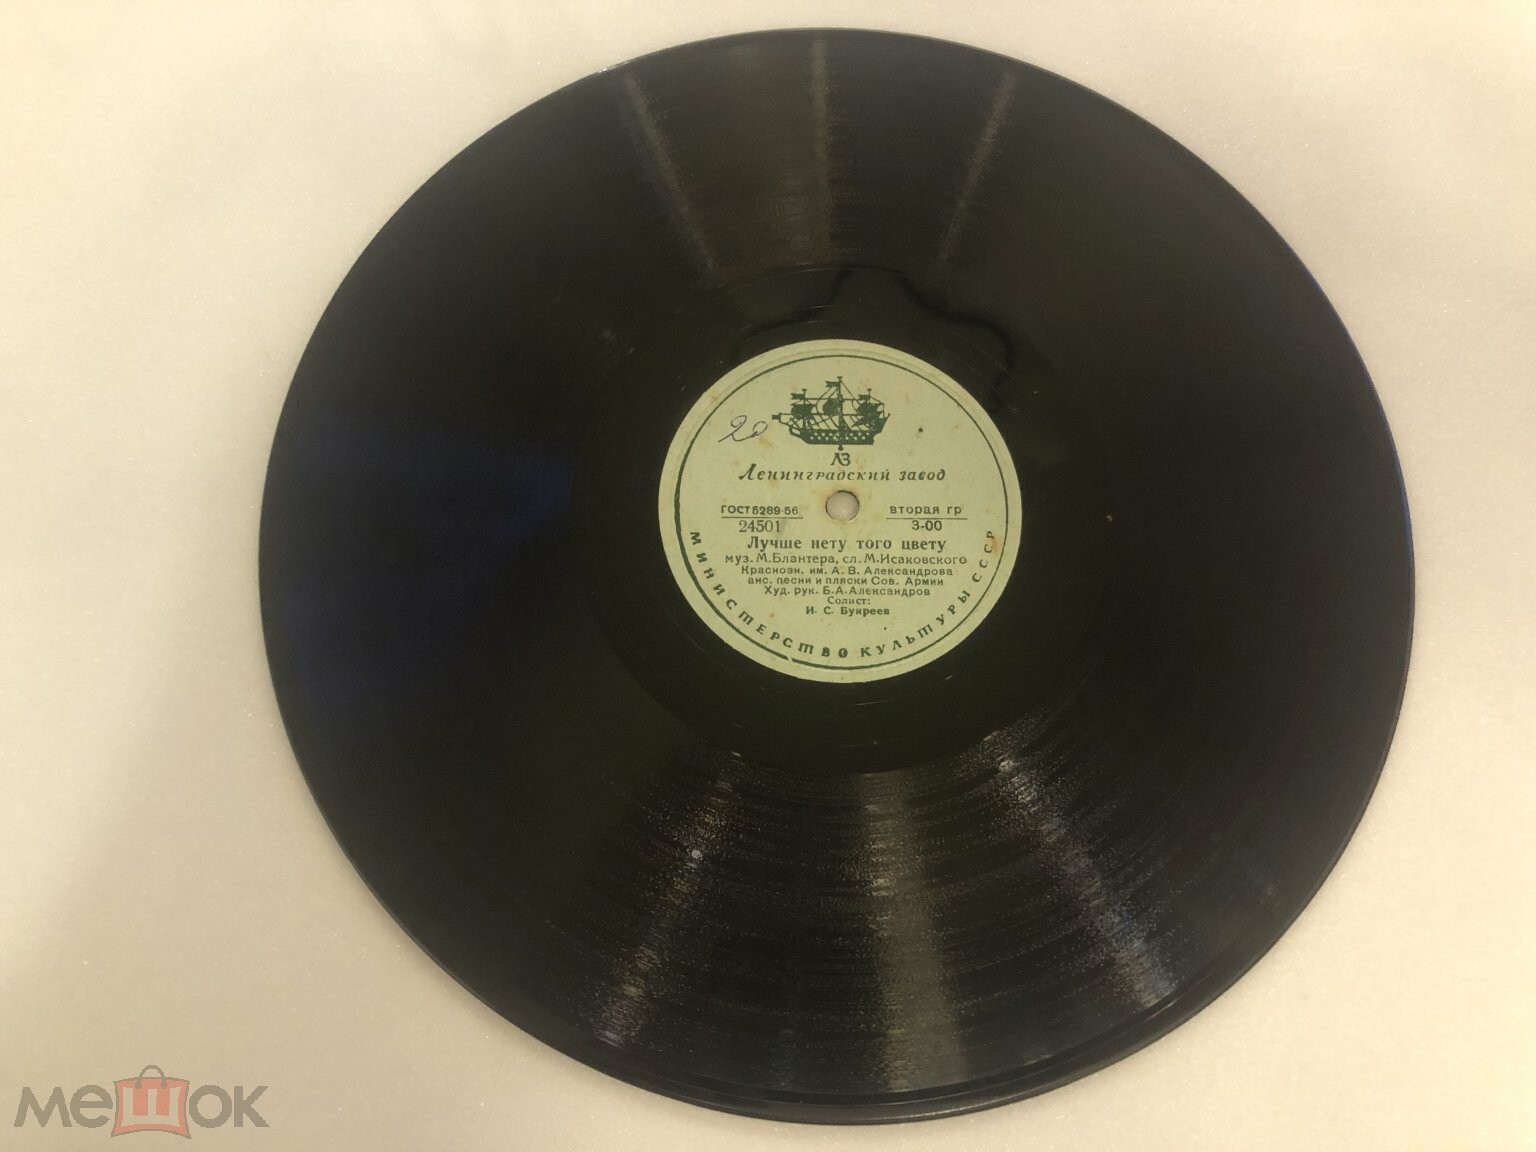 20
ЛЗ
Ленинградский завод
ГОСТ 5289-56 вторая гр
24501 3-00
Лучше нету того цвету
муз. М. Блантера, сл. М. Исаковского
Краснозн. им. А. В. Александрова
анс. песни и пляски Сов. Армии
Худ. рук. Б. А. Александров
Солист:
И. С. Букреев
МИНИСТЕРСТВО КУЛЬТУРЫ СССР
мешок